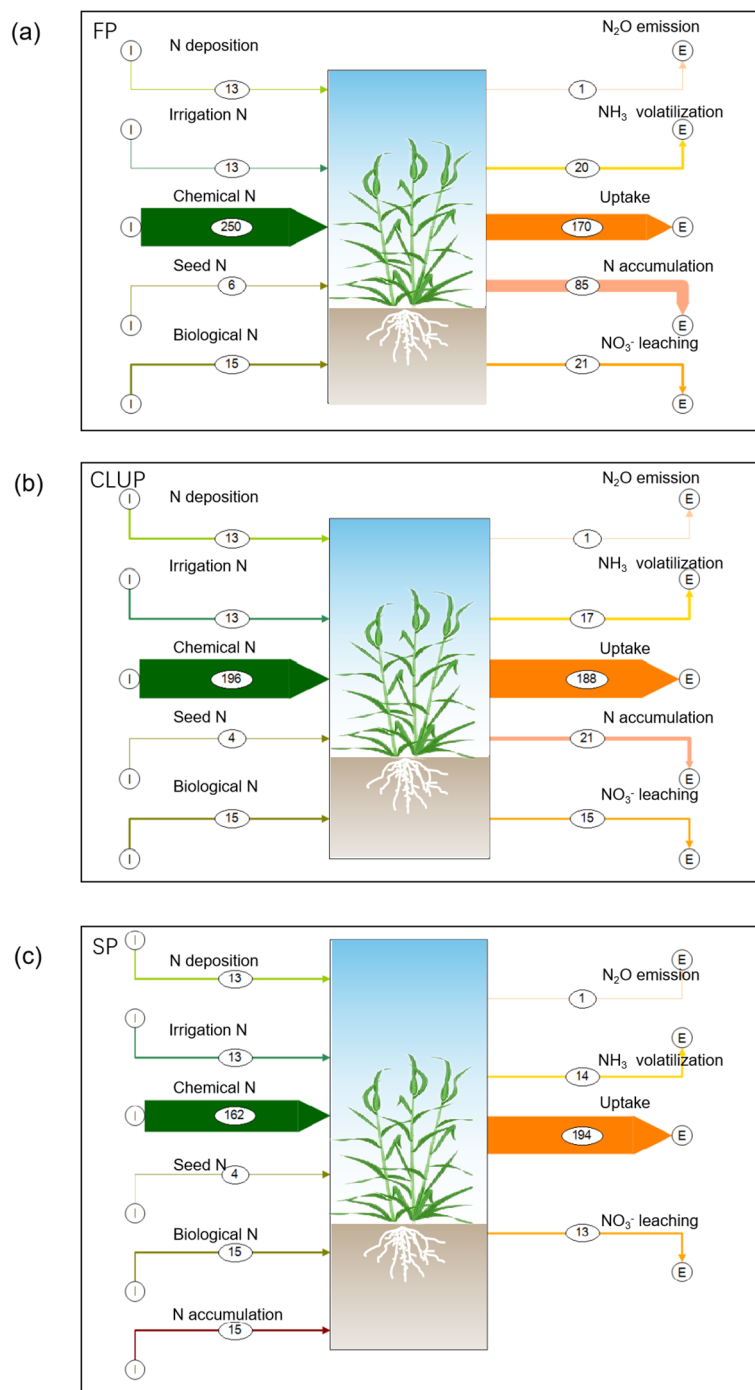 (a)
FP
I
N deposition
13
Irrigation N
I
13
Chemical N
I
250
Seed N
6
I
Biological N
15
I
N₂O emission
E
1
NH₃ volatilization
E
20
Uptake
170
E
N accumulation
85
E
NO₃⁻ leaching
21
E
(b)
CLUP
I
N deposition
13
Irrigation N
I
13
Chemical N
I
196
Seed N
4
I
Biological N
15
I
N₂O emission
E
1
NH₃ volatilization
E
17
Uptake
188
E
N accumulation
21
E
NO₃⁻ leaching
15
E
(c)
SP
I
N deposition
13
Irrigation N
I
13
Chemical N
I
162
Seed N
4
I
Biological N
15
I
N accumulation
15
I
N₂O emission
E
1
NH₃ volatilization
E
14
Uptake
194
E
NO₃⁻ leaching
13
E